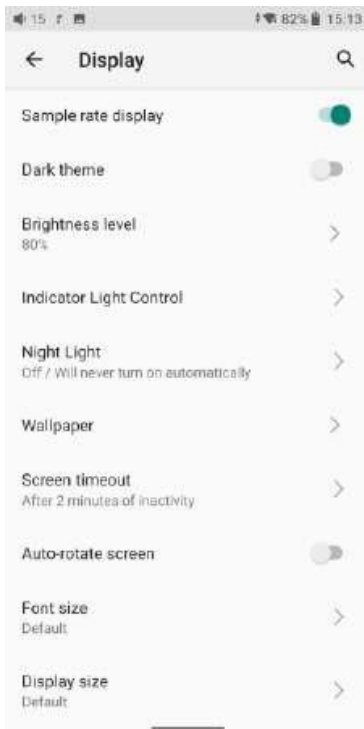 15
82% 15:13
Display
Sample rate display
Dark theme
Brightness level
80%
Indicator Light Control
Night Light
Off / Will never turn on automatically
Wallpaper
Screen timeout
After 2 minutes of inactivity
Auto-rotate screen
Font size
Default
Display size
Default